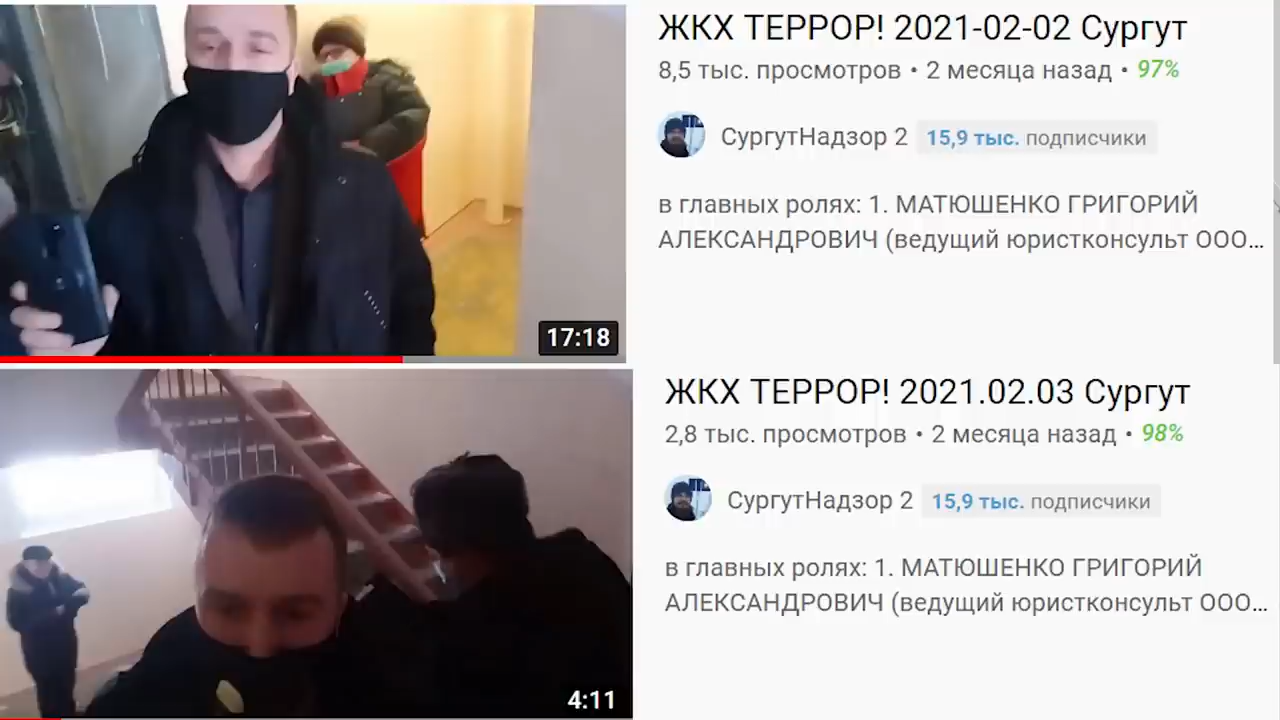 ЖКХ ТЕРРОР! 2021-02-02 Сургут
8,5 тыс. просмотров • 2 месяца назад • 97%
СургутНадзор 2 15,9 тыс. подписчики
в главных ролях: 1. МАТЮШЕНКО ГРИГОРИЙ
АЛЕКСАНДРОВИЧ (ведущий юристконсульт ООО...
17:18
ЖКХ ТЕРРОР! 2021.02.03 Сургут
2,8 тыс. просмотров • 2 месяца назад • 98%
СургутНадзор 2 15,9 тыс. подписчики
в главных ролях: 1. МАТЮШЕНКО ГРИГОРИЙ
АЛЕКСАНДРОВИЧ (ведущий юристконсульт ООО...
4:11